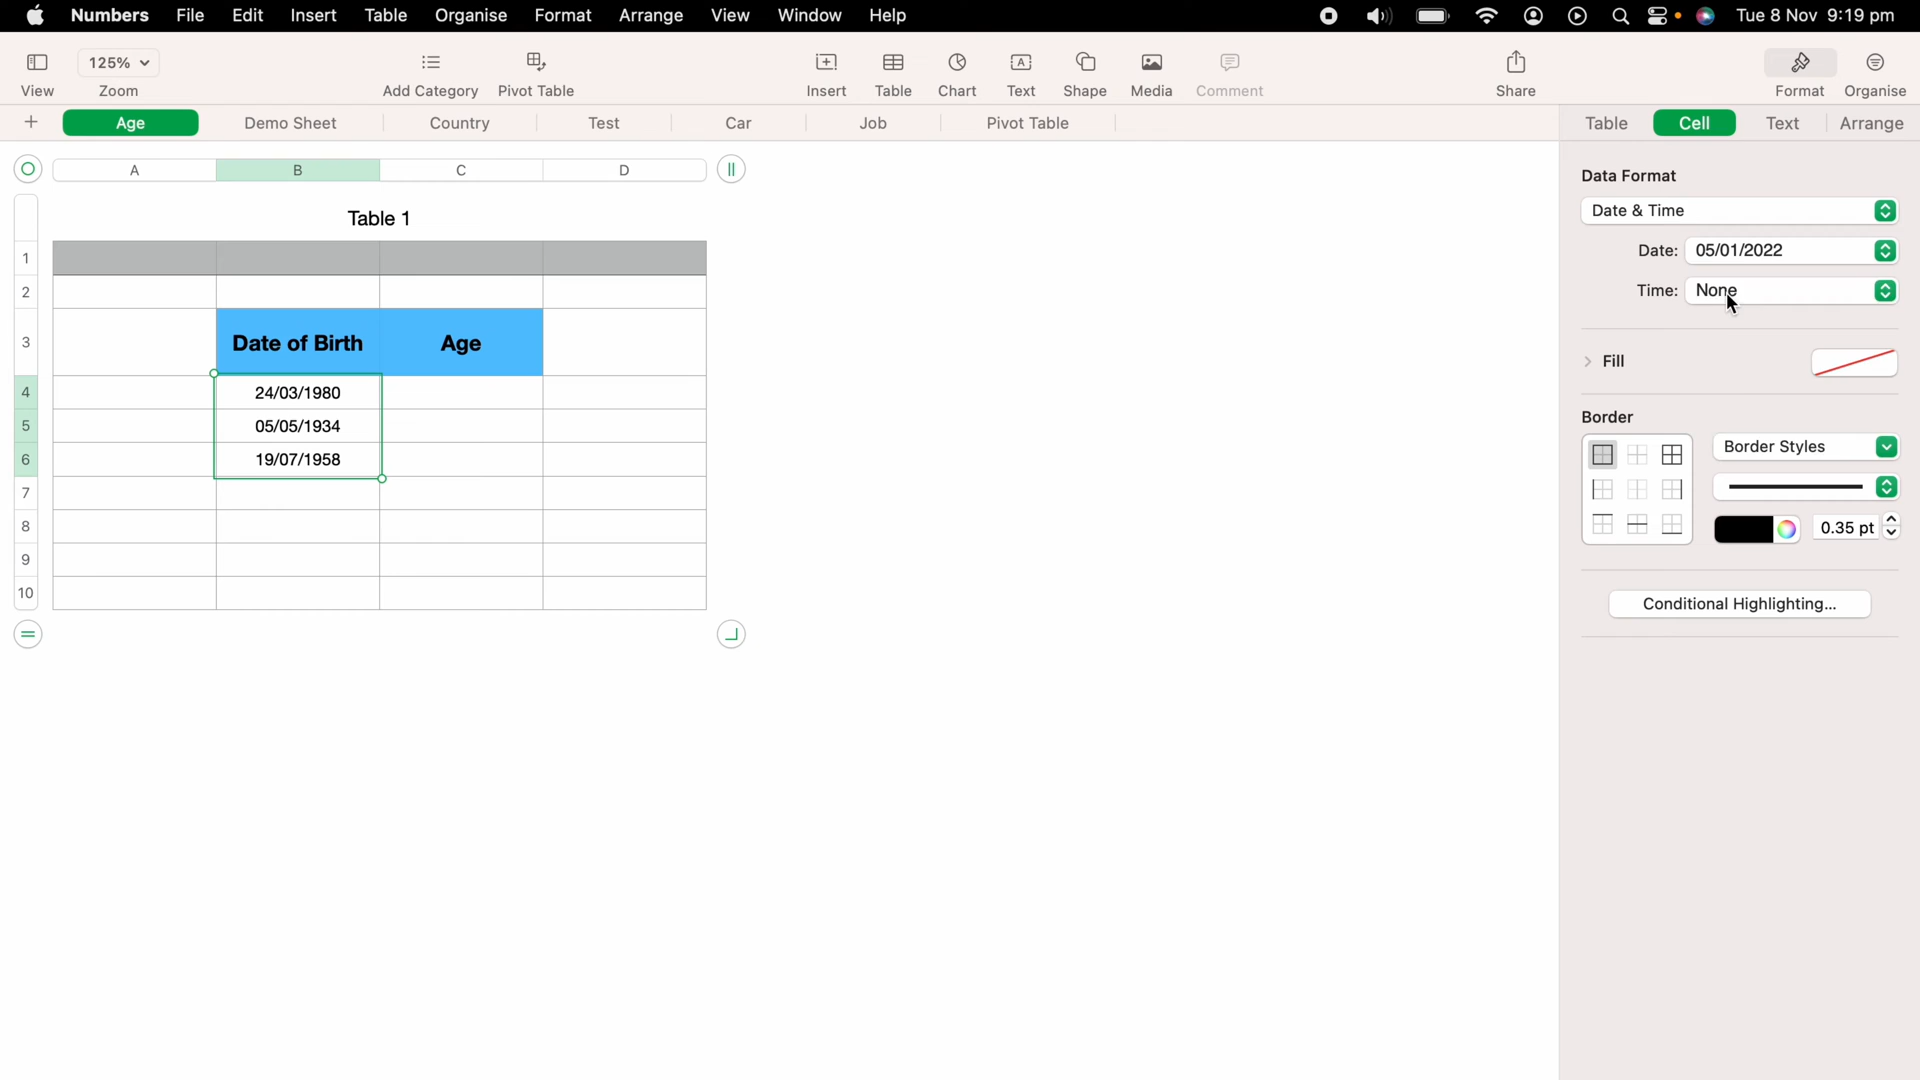 Numbers File Edit Insert Table Organise Format Arrange View Window Help Tue 8 Nov 9:19 pm
125%
View Zoom Add Category Pivot Table Insert Table Chart Text Shape Media Comment Share Format Organise
Age Demo Sheet Country Test Car Job Pivot Table Table Cell Text Arrange
A B C D
Table 1
1
2
3 Date of Birth Age
4 24/03/1980
5 05/05/1934
6 19/07/1958
7
8
9
10
Data Format
Date & Time
Date: 05/01/2022
Time: None
Fill
Border
Border Styles
0.35 pt
Conditional Highlighting...